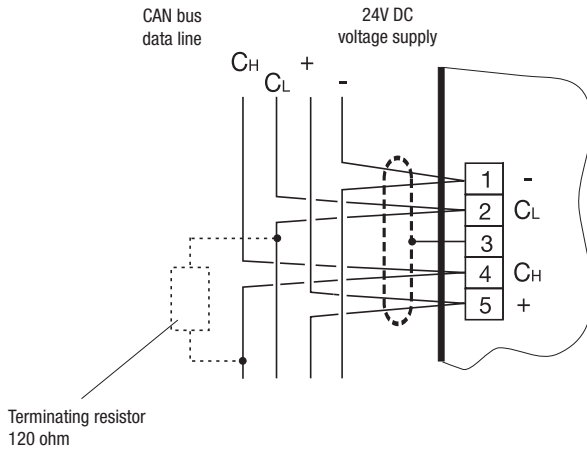 CAN bus
data line
24V DC
voltage supply
CH
CL
+
-
1 -
2 CL
3
4 CH
5 +
Terminating resistor
120 ohm